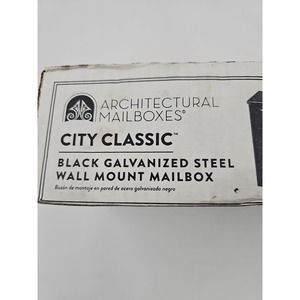 ARCHITECTURAL
MAILBOXES®
CITY CLASSIC™
BLACK GALVANIZED STEEL
WALL MOUNT MAILBOX
Buzón de montaje en pared de acero galvanizado negro